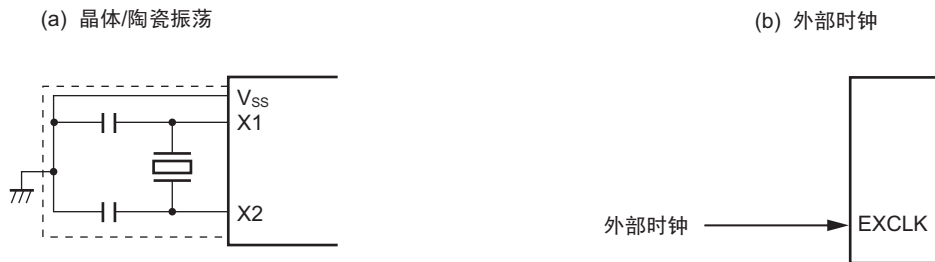 (a) 晶体/陶瓷振荡
(b) 外部时钟
VSS
X1
X2
外部时钟
EXCLK